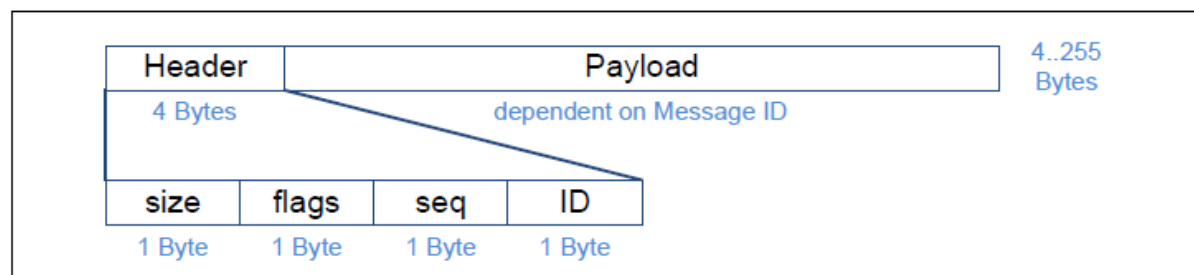 Header
Payload
4..255
Bytes
4 Bytes
dependent on Message ID
size
flags
seq
ID
1 Byte
1 Byte
1 Byte
1 Byte